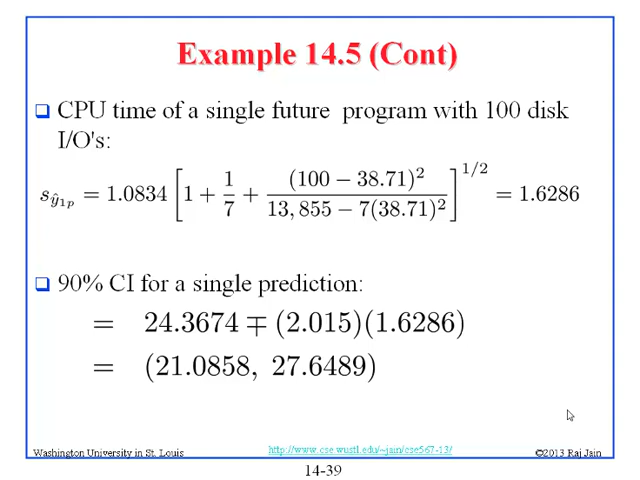 Example 14.5 (Cont)
CPU time of a single future program with 100 disk
I/O's:
s_{ŷ_{1p}} = 1.0834 [1 + 1/7 + (100 − 38.71)^2 / (13,855 − 7(38.71)^2)]^{1/2} = 1.6286
90% CI for a single prediction:
= 24.3674 ∓ (2.015)(1.6286)
= (21.0858, 27.6489)
Washington University in St. Louis
http://www.cse.wustl.edu/~jain/cse567-13/
©2013 Raj Jain
14-39